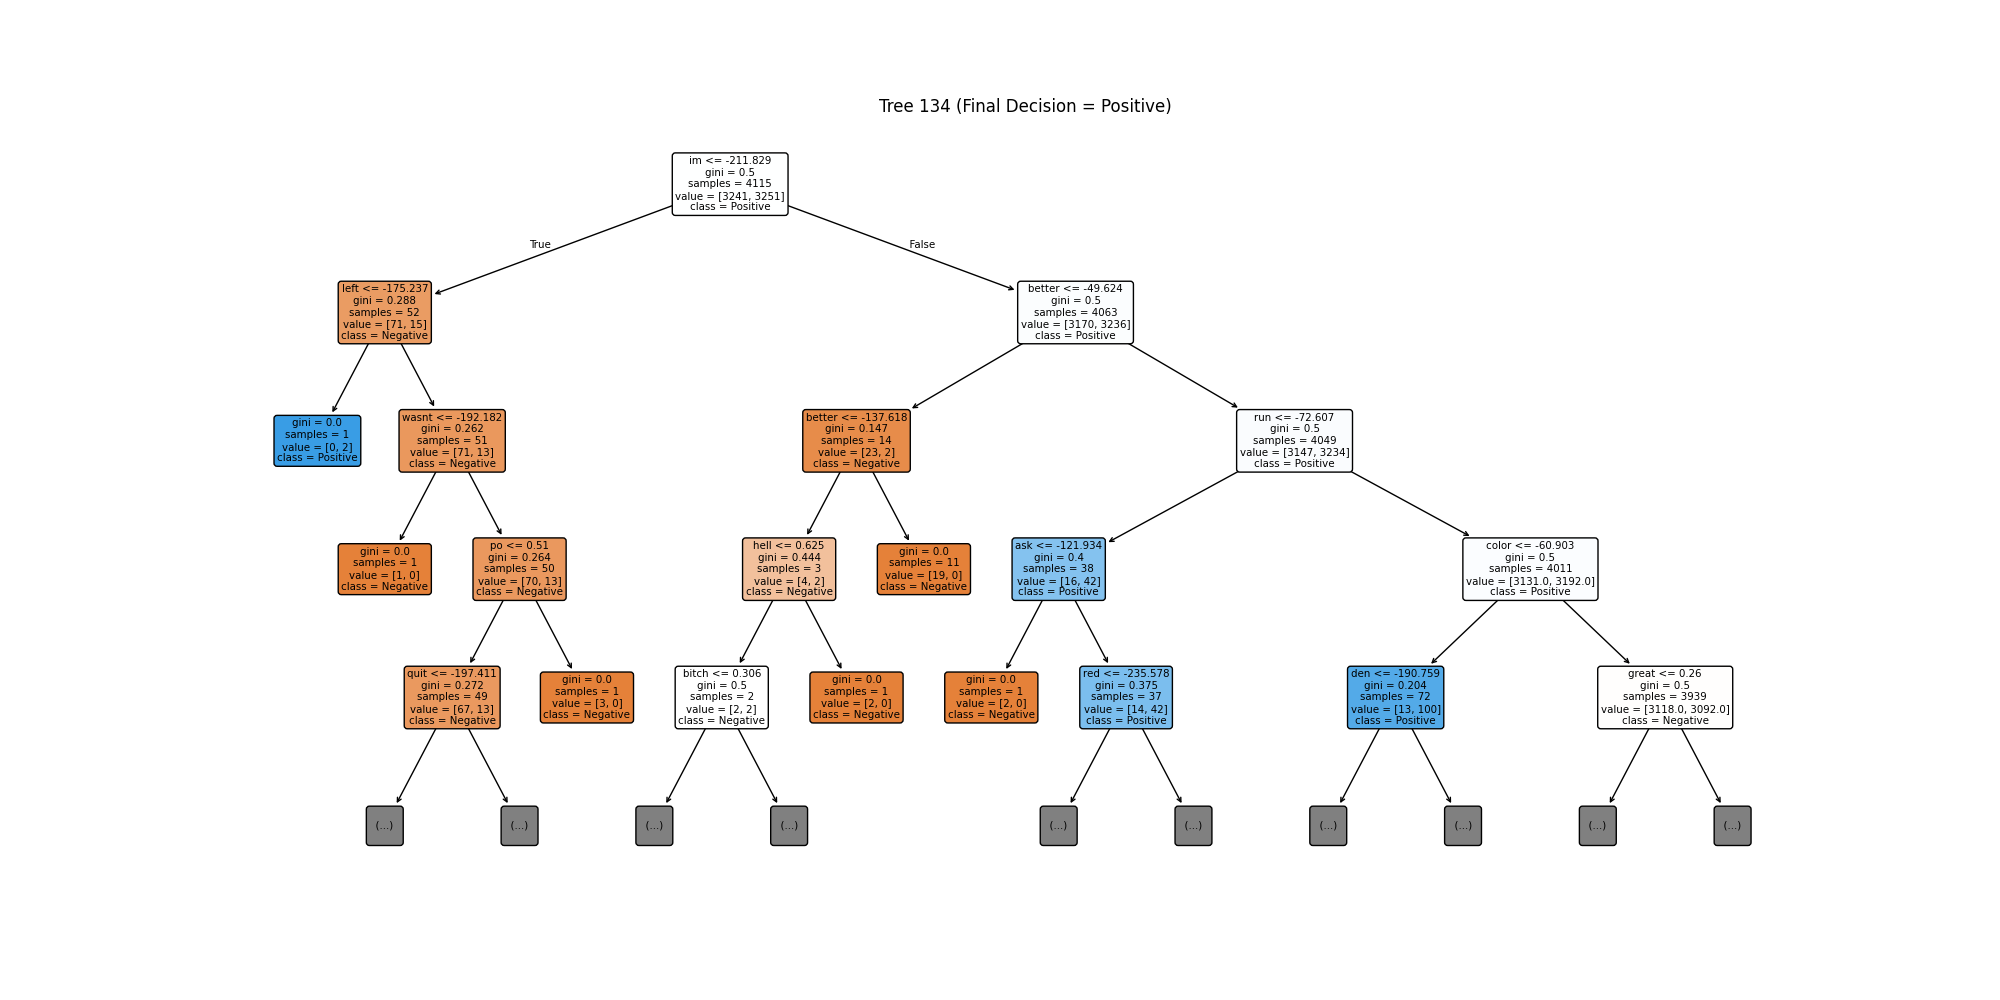 Tree 134 (Final Decision = Positive)
im <= -211.829
gini = 0.5
samples = 4115
value = [3241, 3251]
class = Positive
True
False
left <= -175.237
gini = 0.288
samples = 52
value = [71, 15]
class = Negative
better <= -49.624
gini = 0.5
samples = 4063
value = [3170, 3236]
class = Positive
gini = 0.0
samples = 1
value = [0, 2]
class = Positive
wasnt <= -192.182
gini = 0.262
samples = 51
value = [71, 13]
class = Negative
better <= -137.618
gini = 0.147
samples = 14
value = [23, 2]
class = Negative
run <= -72.607
gini = 0.5
samples = 4049
value = [3147, 3234]
class = Positive
gini = 0.0
samples = 1
value = [1, 0]
class = Negative
po <= 0.51
gini = 0.264
samples = 50
value = [70, 13]
class = Negative
hell <= 0.625
gini = 0.444
samples = 3
value = [4, 2]
class = Negative
gini = 0.0
samples = 11
value = [19, 0]
class = Negative
ask <= -121.934
gini = 0.4
samples = 38
value = [16, 42]
class = Positive
color <= -60.903
gini = 0.5
samples = 4011
value = [3131.0, 3192.0]
class = Positive
quit <= -197.411
gini = 0.272
samples = 49
value = [67, 13]
class = Negative
gini = 0.0
samples = 1
value = [3, 0]
class = Negative
bitch <= 0.306
gini = 0.5
samples = 2
value = [2, 2]
class = Negative
gini = 0.0
samples = 1
value = [2, 0]
class = Negative
gini = 0.0
samples = 1
value = [2, 0]
class = Negative
red <= -235.578
gini = 0.375
samples = 37
value = [14, 42]
class = Positive
den <= -190.759
gini = 0.204
samples = 72
value = [13, 100]
class = Positive
great <= 0.26
gini = 0.5
samples = 3939
value = [3118.0, 3092.0]
class = Negative
(...)
(...)
(...)
(...)
(...)
(...)
(...)
(...)
(...)
(...)